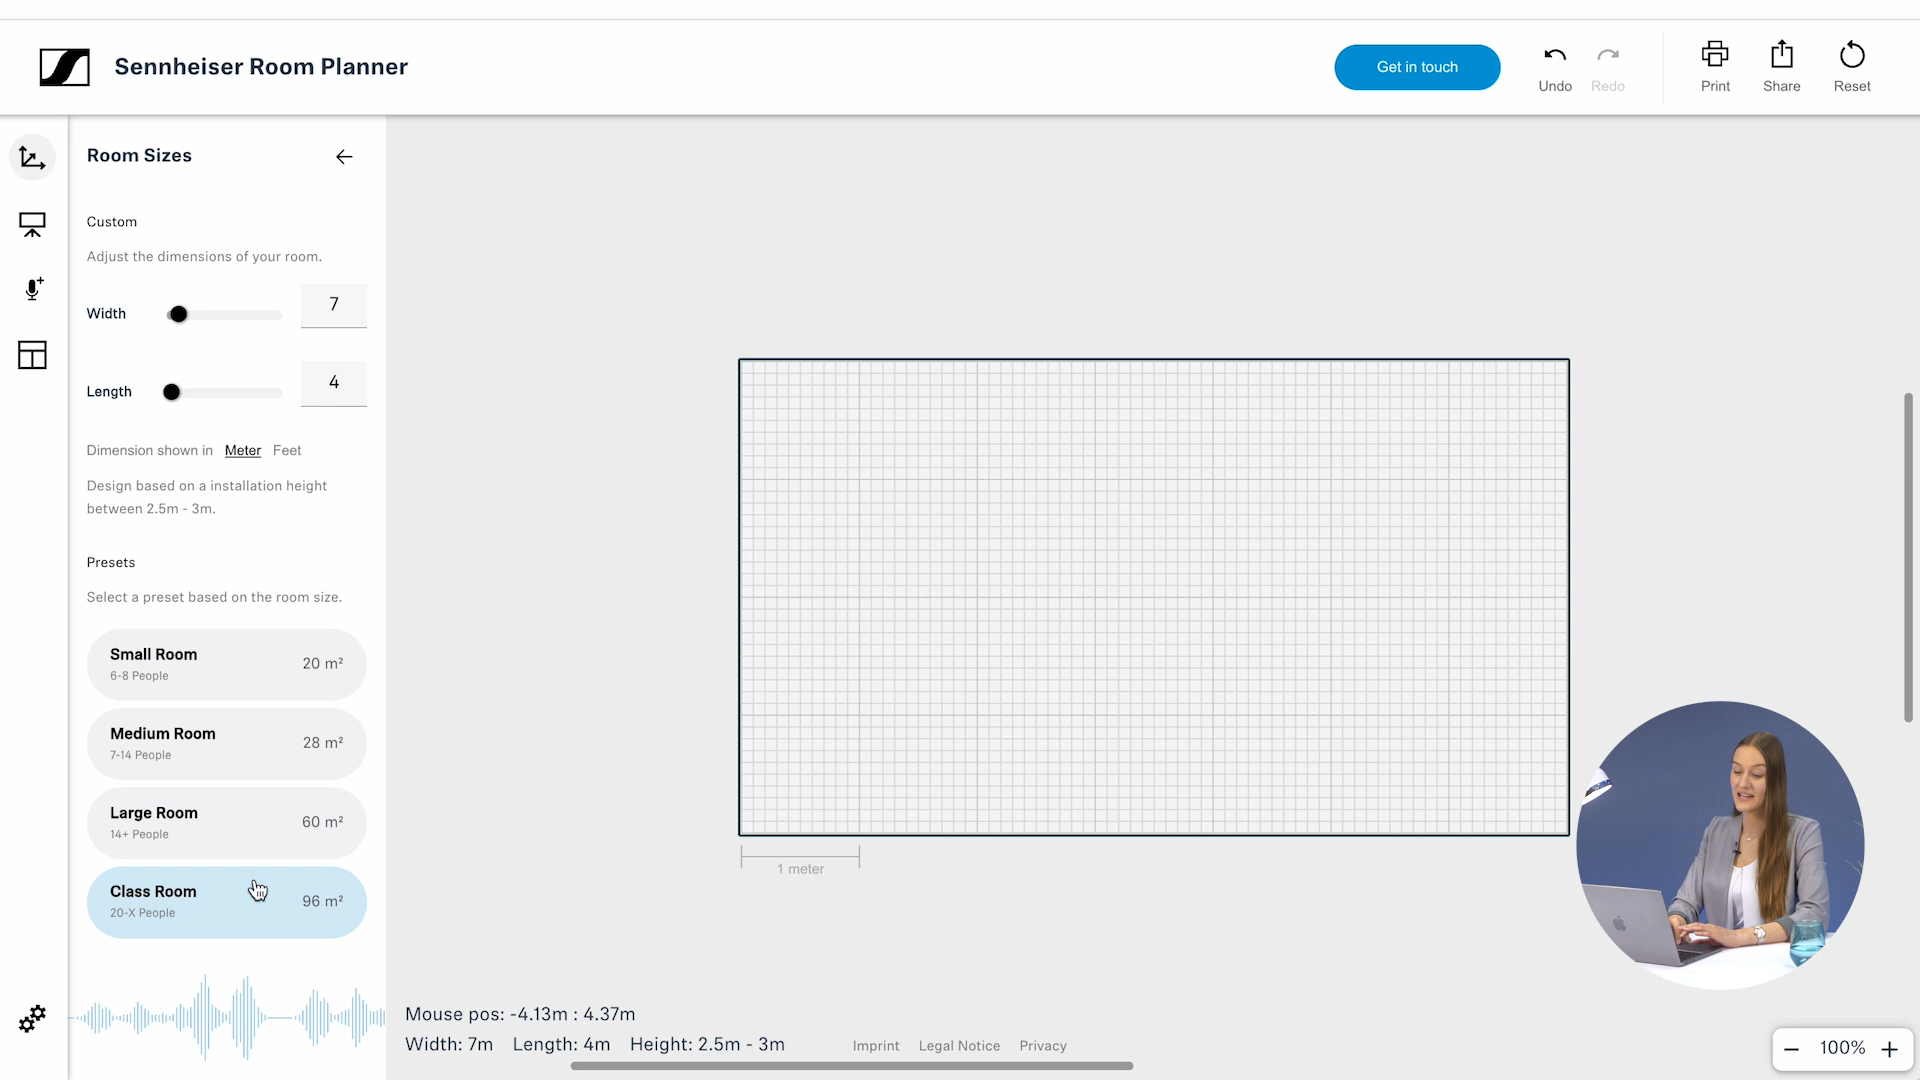 Sennheiser Room Planner
Get in touch
Undo
Redo
Print
Share
Reset
Room Sizes
Custom
Adjust the dimensions of your room.
Width
7
Length
4
Dimension shown in Meter Feet
Design based on a installation height
between 2.5m - 3m.
Presets
Select a preset based on the room size.
Small Room
6-8 People
20 m²
Medium Room
7-14 People
28 m²
Large Room
14+ People
60 m²
Class Room
20-X People
96 m²
1 meter
Mouse pos: -4.13m : 4.37m
Width: 7m Length: 4m Height: 2.5m - 3m
Imprint Legal Notice Privacy
100%